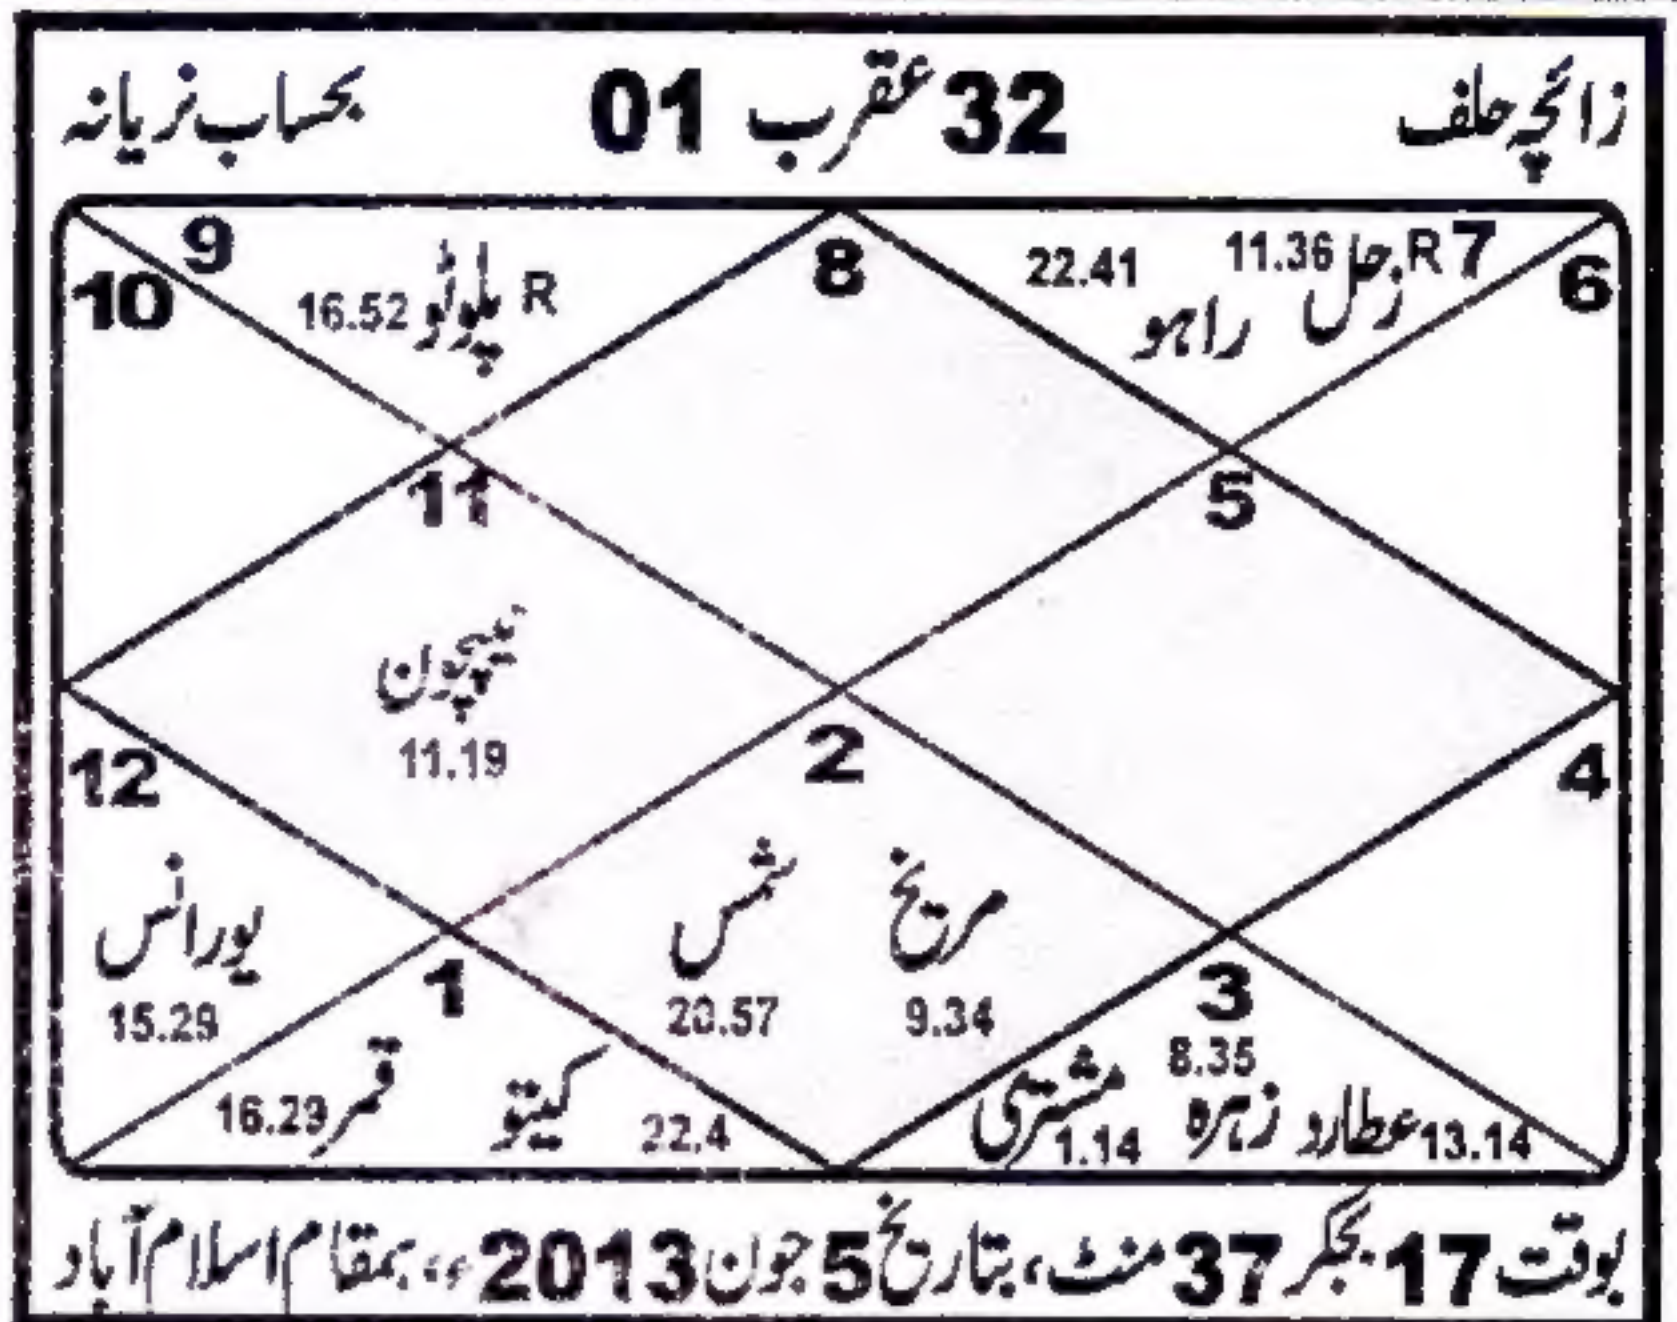 زائچہ حلف 32 عقرب 01 بحساب نریانہ
9 8 7 6
10 پلوٹو R 16.52
زحل R 11.36
راہو 22.41
11 5
نیپچون
11.19
12 2 4
یورانس شمس مریخ
15.29 20.57 9.34
1 3
قمر 16.29 کیتو 22.4
8.35
مشتری 1.14 زہرہ عطارد 13.14
بوقت 17 بجکر 37 منٹ، بتاریخ 5 جون 2013ء، بمقام اسلام آباد